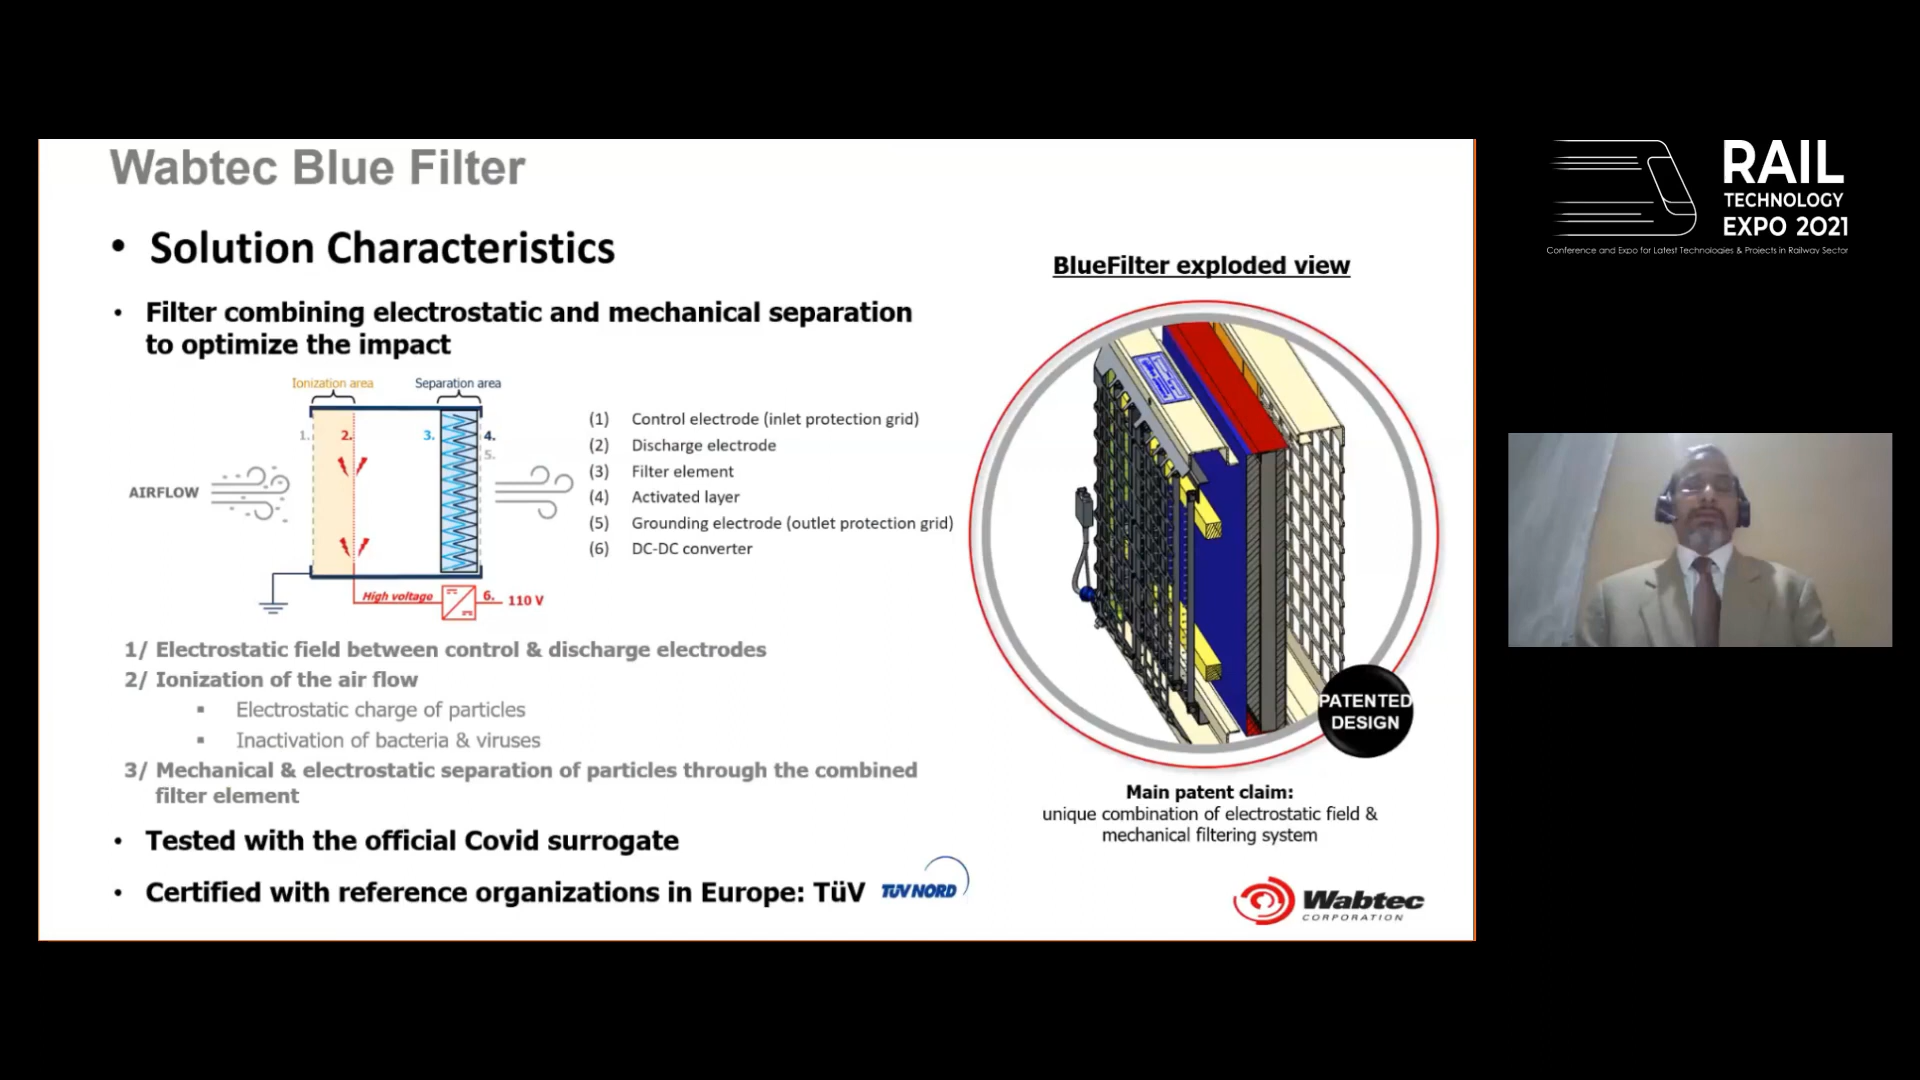 Wabtec Blue Filter
• Solution Characteristics
• Filter combining electrostatic and mechanical separation
to optimize the impact
Ionization area
Separation area
1.
2.
3.
4.
5.
AIRFLOW
High voltage
6.
110 V
(1) Control electrode (inlet protection grid)
(2) Discharge electrode
(3) Filter element
(4) Activated layer
(5) Grounding electrode (outlet protection grid)
(6) DC-DC converter
1/ Electrostatic field between control & discharge electrodes
2/ Ionization of the air flow
▪ Electrostatic charge of particles
▪ Inactivation of bacteria & viruses
3/ Mechanical & electrostatic separation of particles through the combined
filter element
• Tested with the official Covid surrogate
• Certified with reference organizations in Europe: TüV
TÜV NORD
BlueFilter exploded view
PATENTED
DESIGN
Main patent claim:
unique combination of electrostatic field &
mechanical filtering system
Wabtec
CORPORATION
RAIL
TECHNOLOGY
EXPO 2021
Conference and Expo for Latest Technologies & Projects in Railway Sector